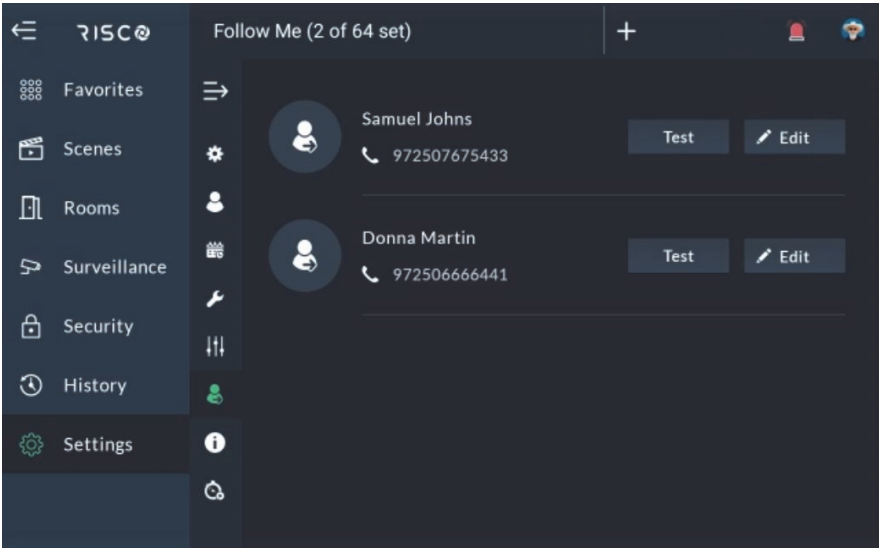 RISCO
Follow Me (2 of 64 set)
Favorites
Scenes
Rooms
Surveillance
Security
History
Settings
Samuel Johns
972507675433
Test
Edit
Donna Martin
972506666441
Test
Edit